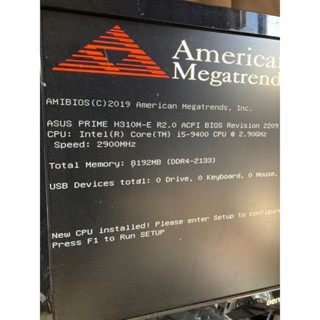 American
Megatrends
AMIBIOS(C)2019 American Megatrends, Inc.
ASUS PRIME H310M-E R2.0 ACPI BIOS Revision 2209
CPU: Intel(R) Core(TM) i5-9400 CPU @ 2.90GHz
Speed: 2900MHz
Total Memory: 8192MB (DDR4-2133)
USB Devices total: 0 Drive, 0 Keyboard, 0 Mouse,
New CPU installed! Please enter Setup to configur
Press F1 to Run SETUP